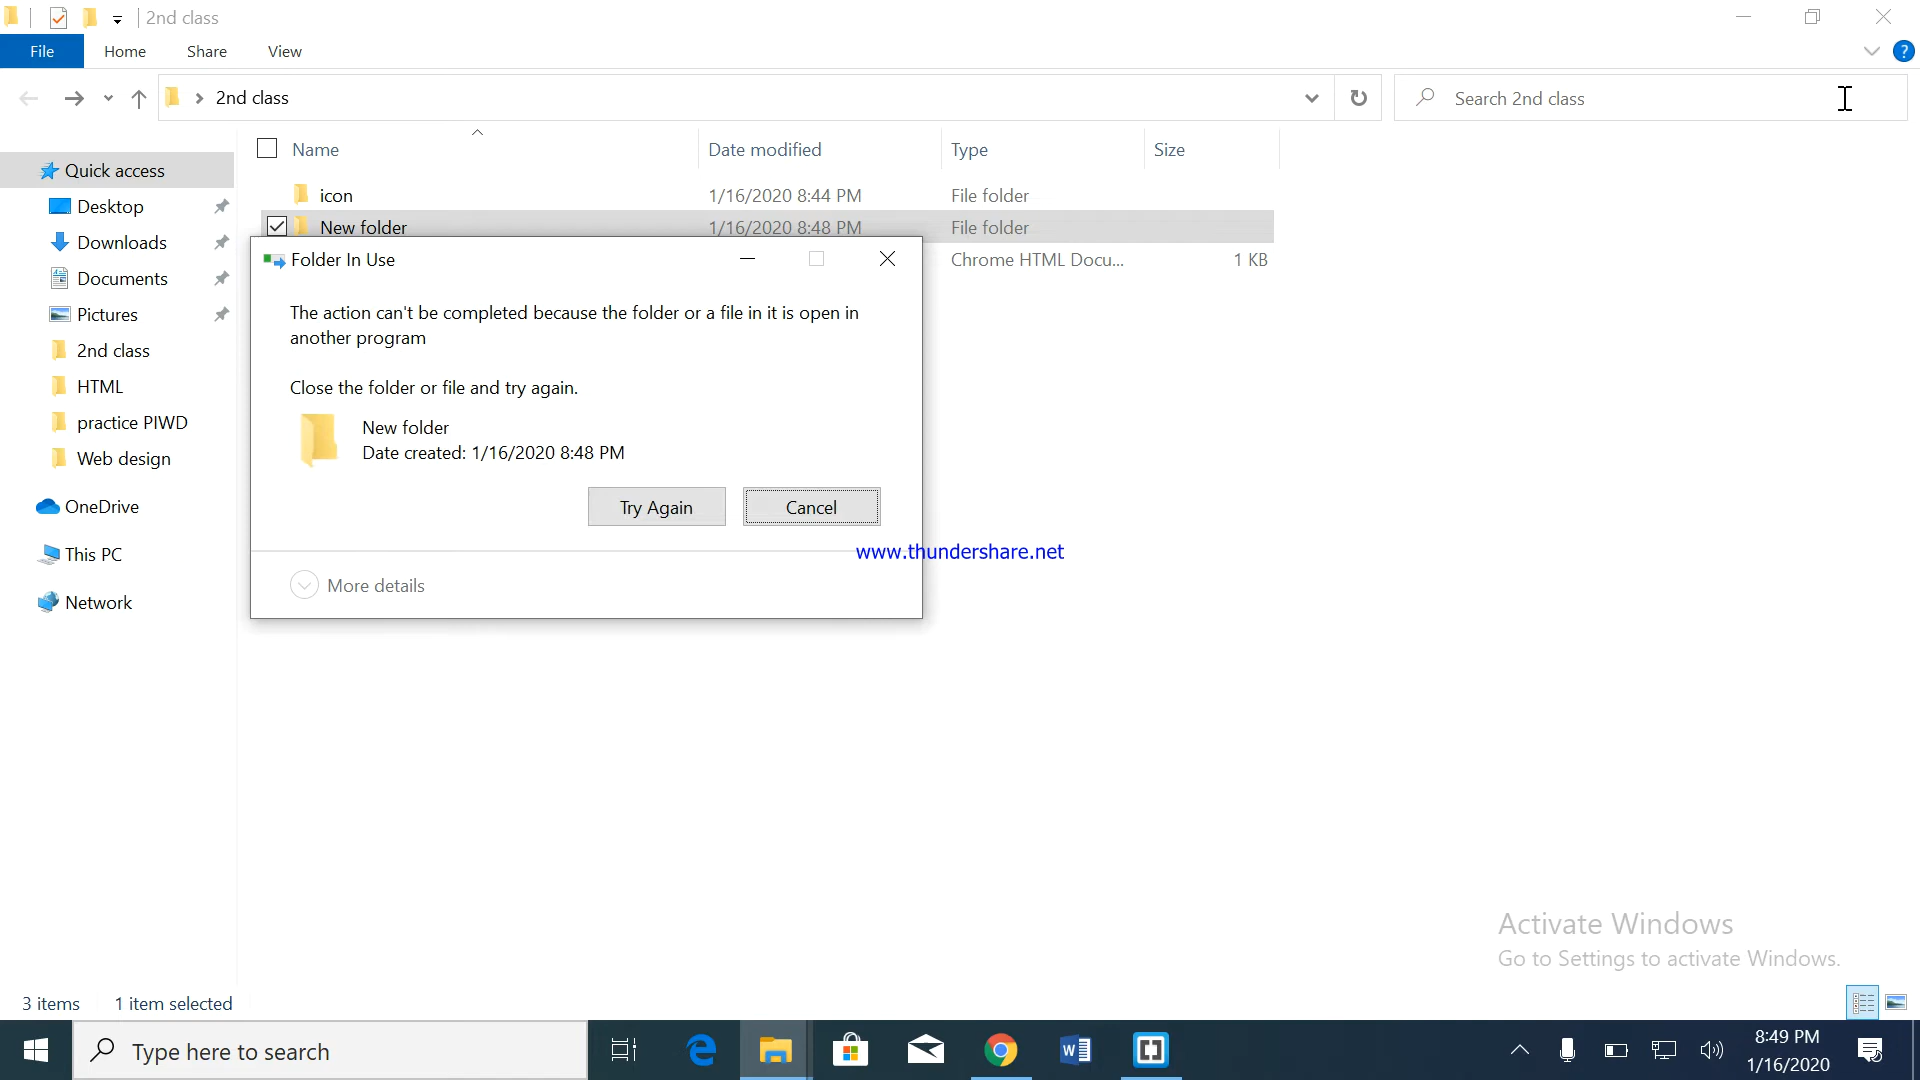 2nd class
File Home Share View
2nd class
Search 2nd class
Name Date modified Type Size
Quick access
icon 1/16/2020 8:44 PM File folder
Desktop
New folder 1/16/2020 8:48 PM File folder
Downloads
Folder In Use
Chrome HTML Docu... 1 KB
Documents
The action can't be completed because the folder or a file in it is open in
another program
Pictures
2nd class
Close the folder or file and try again.
HTML
practice PIWD
New folder
Date created: 1/16/2020 8:48 PM
Web design
OneDrive
Try Again Cancel
www.thundershare.net
This PC
More details
Network
Activate Windows
Go to Settings to activate Windows.
3 items 1 item selected
Type here to search
8:49 PM
1/16/2020